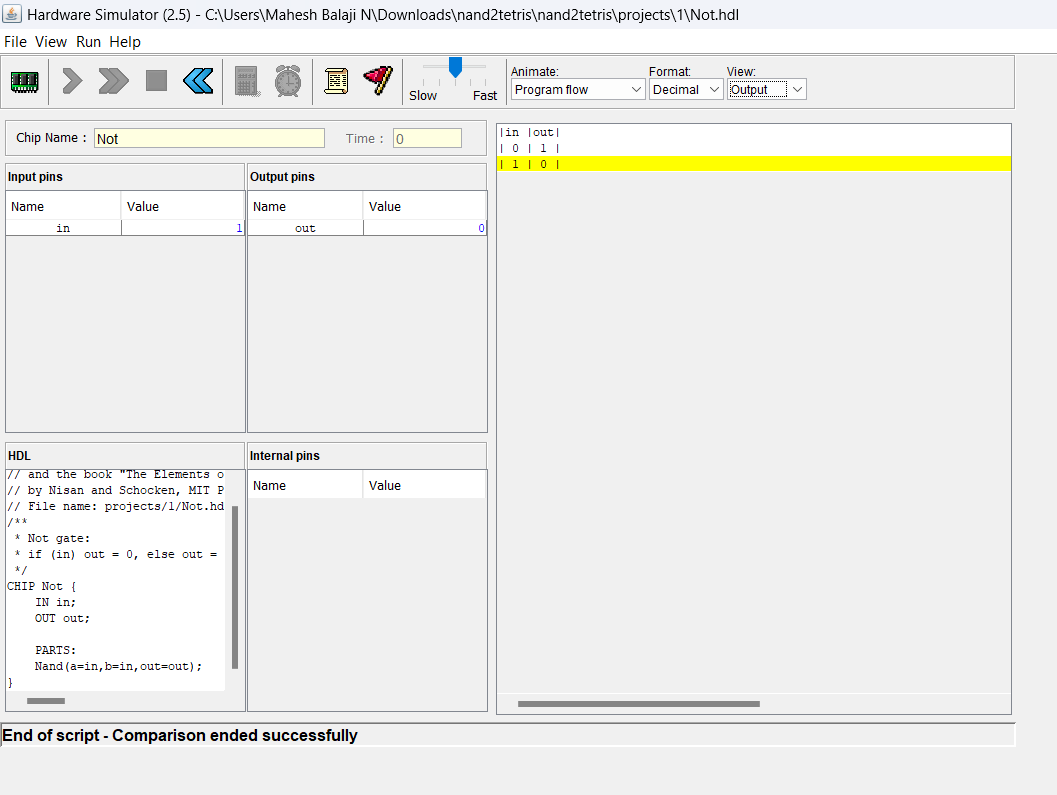 Hardware Simulator (2.5) - C:\Users\Mahesh Balaji N\Downloads\nand2tetris\nand2tetris\projects\1\Not.hdl
File View Run Help
Slow Fast
Animate: Format: View:
Program flow Decimal Output
Chip Name : Not Time : 0
Input pins Output pins
Name Value Name Value
in 1 out 0
|in |out|
| 0 | 1 |
| 1 | 0 |
HDL Internal pins
Name Value
// and the book "The Elements o
// by Nisan and Schocken, MIT P
// File name: projects/1/Not.hd
/**
* Not gate:
* if (in) out = 0, else out =
*/
CHIP Not {
IN in;
OUT out;
PARTS:
Nand(a=in,b=in,out=out);
}
End of script - Comparison ended successfully